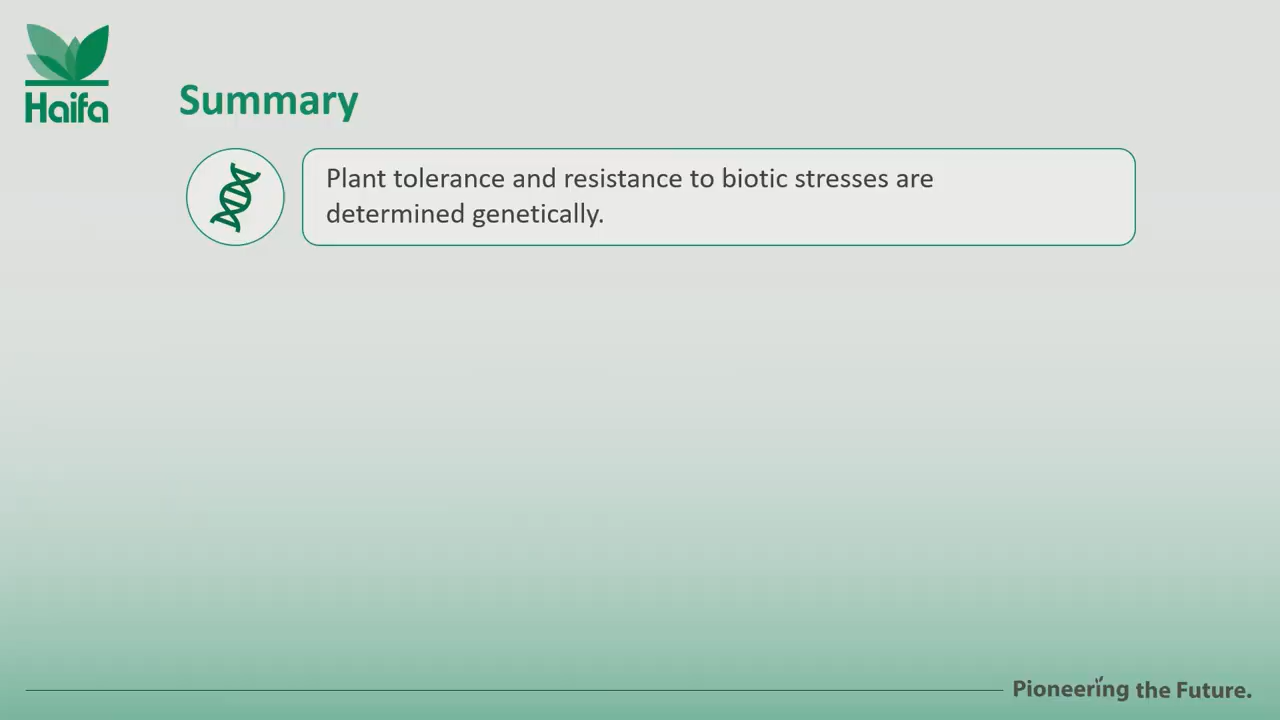 Haifa
Summary
Plant tolerance and resistance to biotic stresses are
determined genetically.
Pioneering the Future.